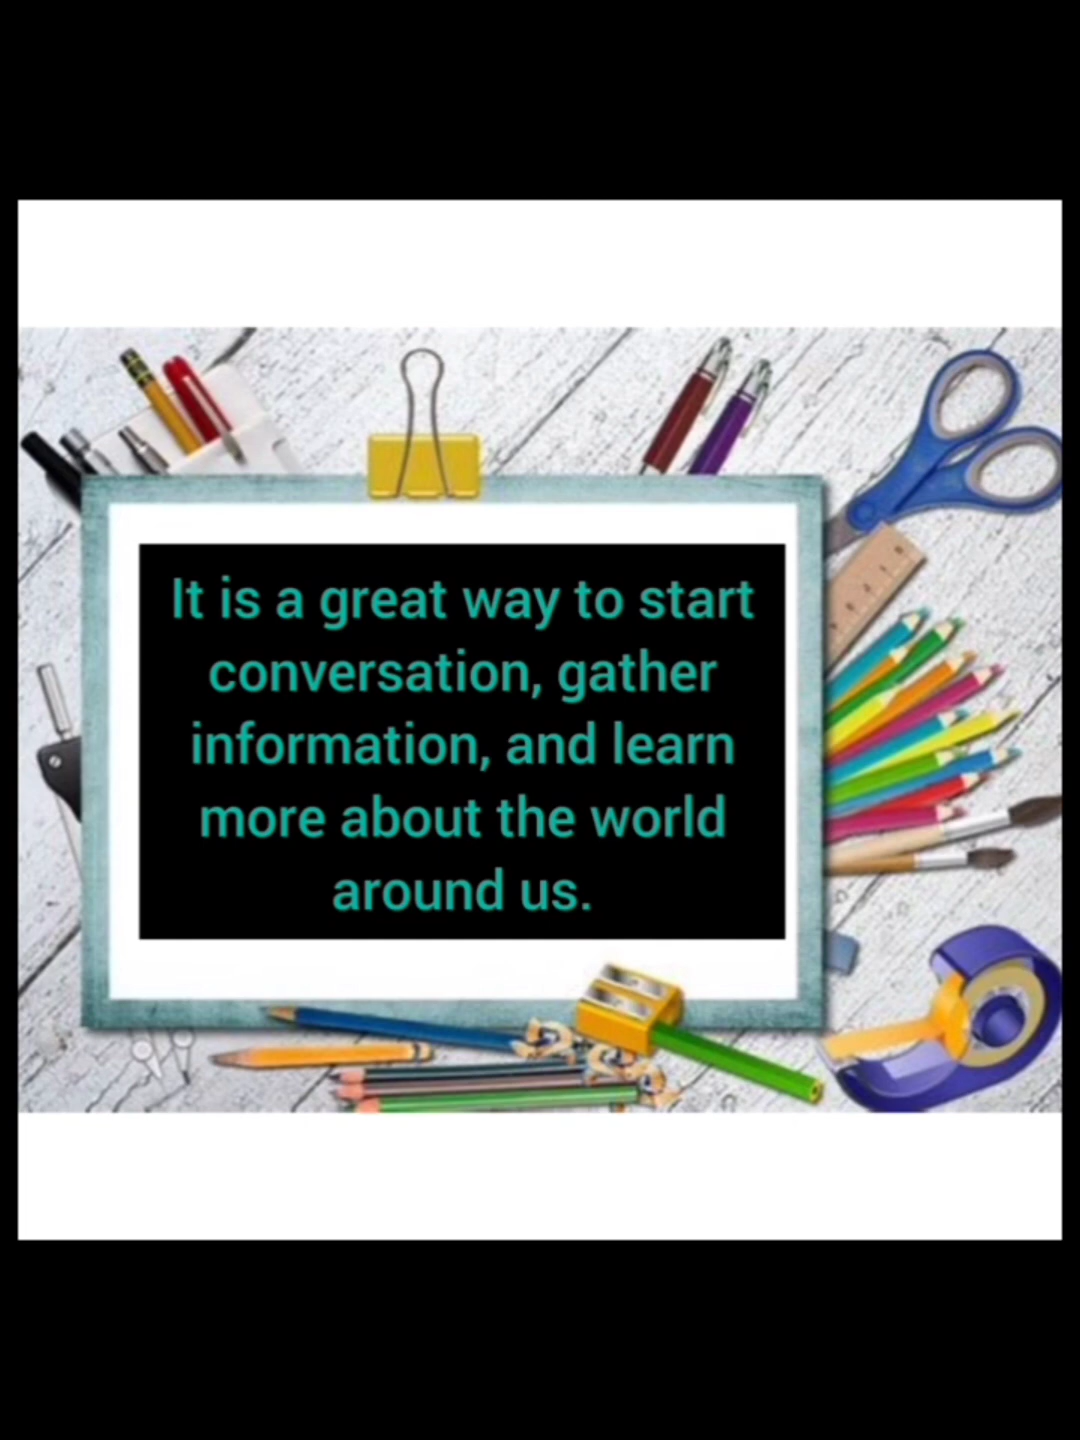 It is a great way to start
conversation, gather
information, and learn
more about the world
around us.